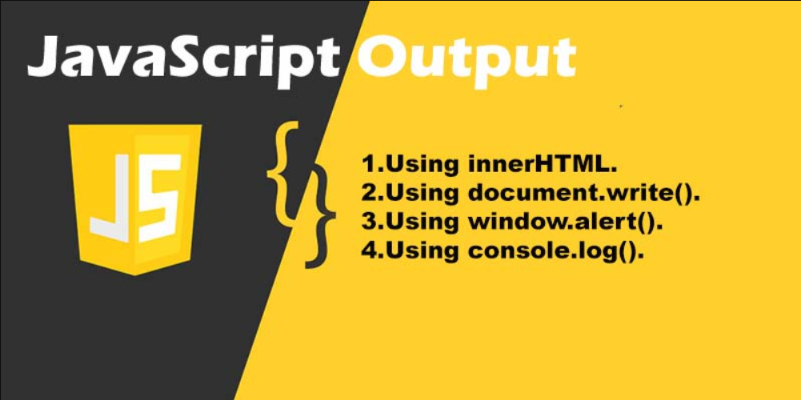 JavaScript Output
JS
1.Using innerHTML.
2.Using document.write().
3.Using window.alert().
4.Using console.log().